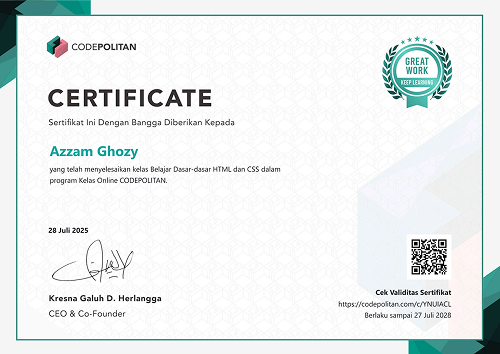 CODEPOLITAN
GREAT
WORK
KEEP LEARNING
CERTIFICATE
Sertifikat Ini Dengan Bangga Diberikan Kepada
Azzam Ghozy
yang telah menyelesaikan kelas Belajar Dasar-dasar HTML dan CSS dalam
program Kelas Online CODEPOLITAN.
28 Juli 2025
Kresna Galuh D. Herlangga
CEO & Co-Founder
Cek Validitas Sertifikat
https://codepolitan.com/c/YNUIACL
Berlaku sampai 27 Juli 2028